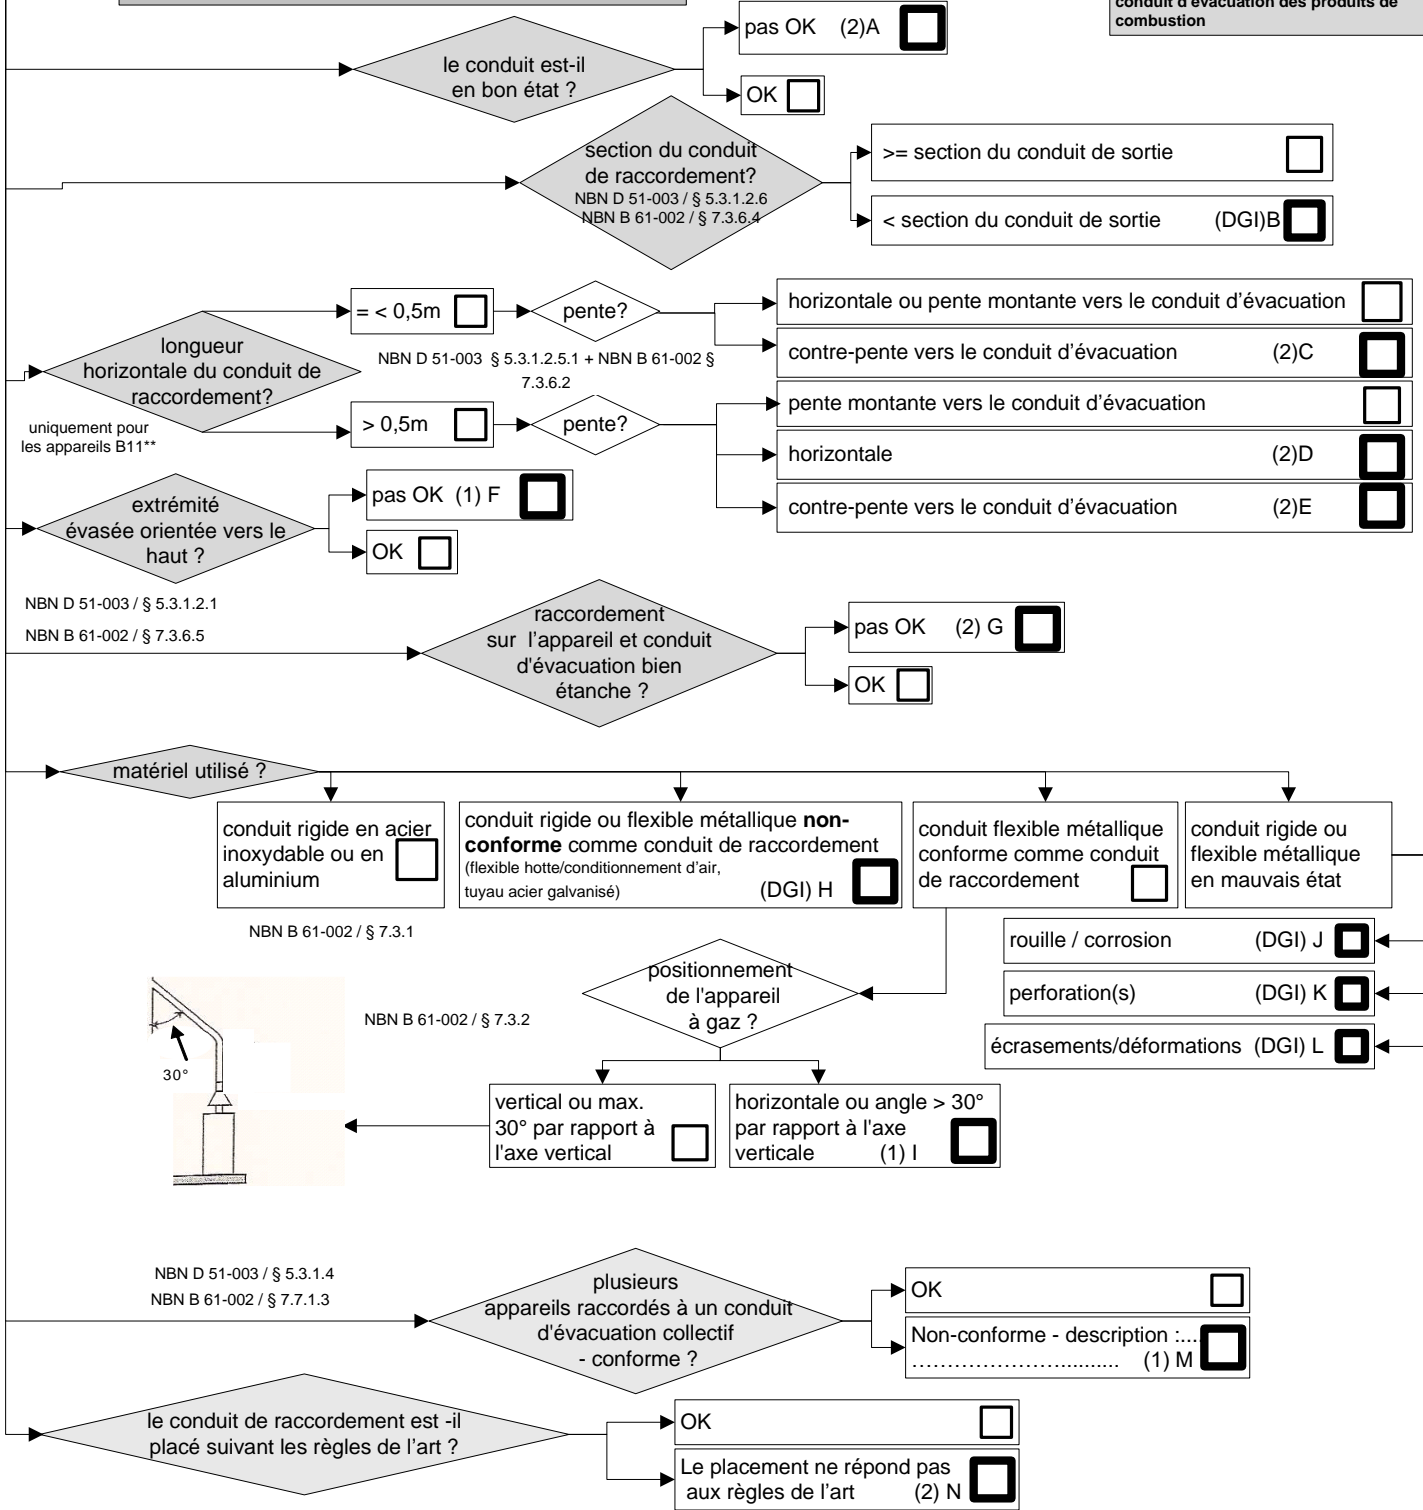 conduit d'évacuation des produits de
combustion
pas OK (2)A
le conduit est-il
en bon état ?
OK
section du conduit
de raccordement?
NBN D 51-003 / § 5.3.1.2.6
NBN B 61-002 / § 7.3.6.4
>= section du conduit de sortie
< section du conduit de sortie (DGI)B
longueur
horizontale du conduit de
raccordement?
uniquement pour
les appareils B11**
= < 0,5m
pente?
horizontale ou pente montante vers le conduit d'évacuation
contre-pente vers le conduit d'évacuation (2)C
NBN D 51-003 § 5.3.1.2.5.1 + NBN B 61-002 §
7.3.6.2
> 0,5m
pente?
pente montante vers le conduit d'évacuation
horizontale (2)D
contre-pente vers le conduit d'évacuation (2)E
extrémité
évasée orientée vers le
haut ?
pas OK (1) F
OK
NBN D 51-003 / § 5.3.1.2.1
NBN B 61-002 / § 7.3.6.5
raccordement
sur l'appareil et conduit
d'évacuation bien
étanche ?
pas OK (2) G
OK
matériel utilisé ?
conduit rigide en acier
inoxydable ou en
aluminium
conduit rigide ou flexible métallique non-
conforme comme conduit de raccordement
(flexible hotte/conditionnement d'air,
tuyau acier galvanisé) (DGI) H
conduit flexible métallique
conforme comme conduit
de raccordement
conduit rigide ou
flexible métallique
en mauvais état
NBN B 61-002 / § 7.3.1
rouille / corrosion (DGI) J
perforation(s) (DGI) K
écrasements/déformations (DGI) L
positionnement
de l'appareil
à gaz ?
NBN B 61-002 / § 7.3.2
30°
vertical ou max.
30° par rapport à
l'axe vertical
horizontale ou angle > 30°
par rapport à l'axe
verticale (1) I
NBN D 51-003 / § 5.3.1.4
NBN B 61-002 / § 7.7.1.3
plusieurs
appareils raccordés à un conduit
d'évacuation collectif
- conforme ?
OK
Non-conforme - description :....
…………………........... (1) M
le conduit de raccordement est -il
placé suivant les règles de l'art ?
OK
Le placement ne répond pas
aux règles de l'art (2) N